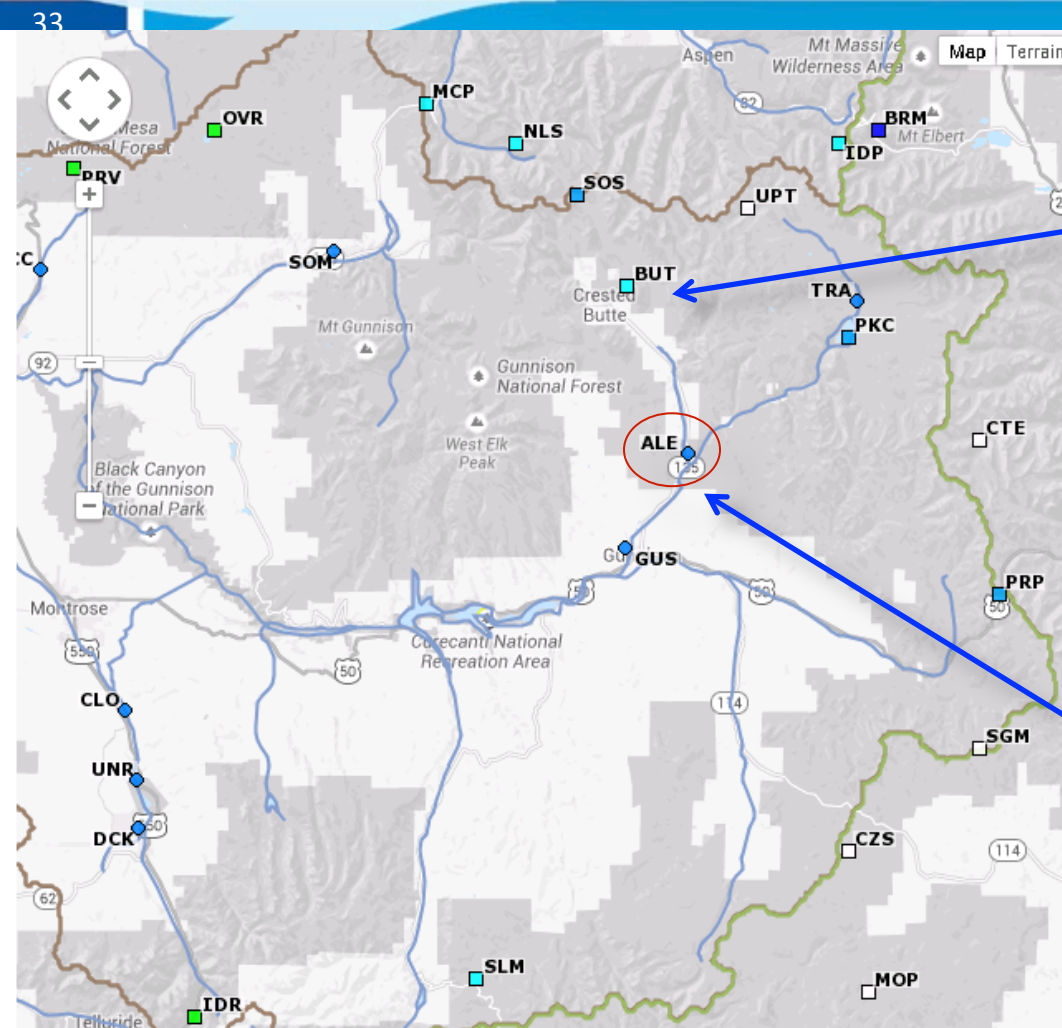 33
Aspen
Mt Massive
Wilderness Area
Map
Terrain
82
MCP
OVR
Mesa
National Forest
NLS
BRM
Mt Elbert
IDP
PRV
+
SOS
UPT
CC
SOM
BUT
Crested
Butte
TRA
PKC
Mt Gunnison
92
Gunnison
National Forest
CTE
West Elk
Peak
ALE
135
Black Canyon
of the Gunnison
National Park
−
GUS
50
50
PRP
50
Montrose
Curecanti National
Recreation Area
550
50
CLO
114
SGM
UNR
DCK
550
CZS
114
62
SLM
MOP
IDR
Telluride